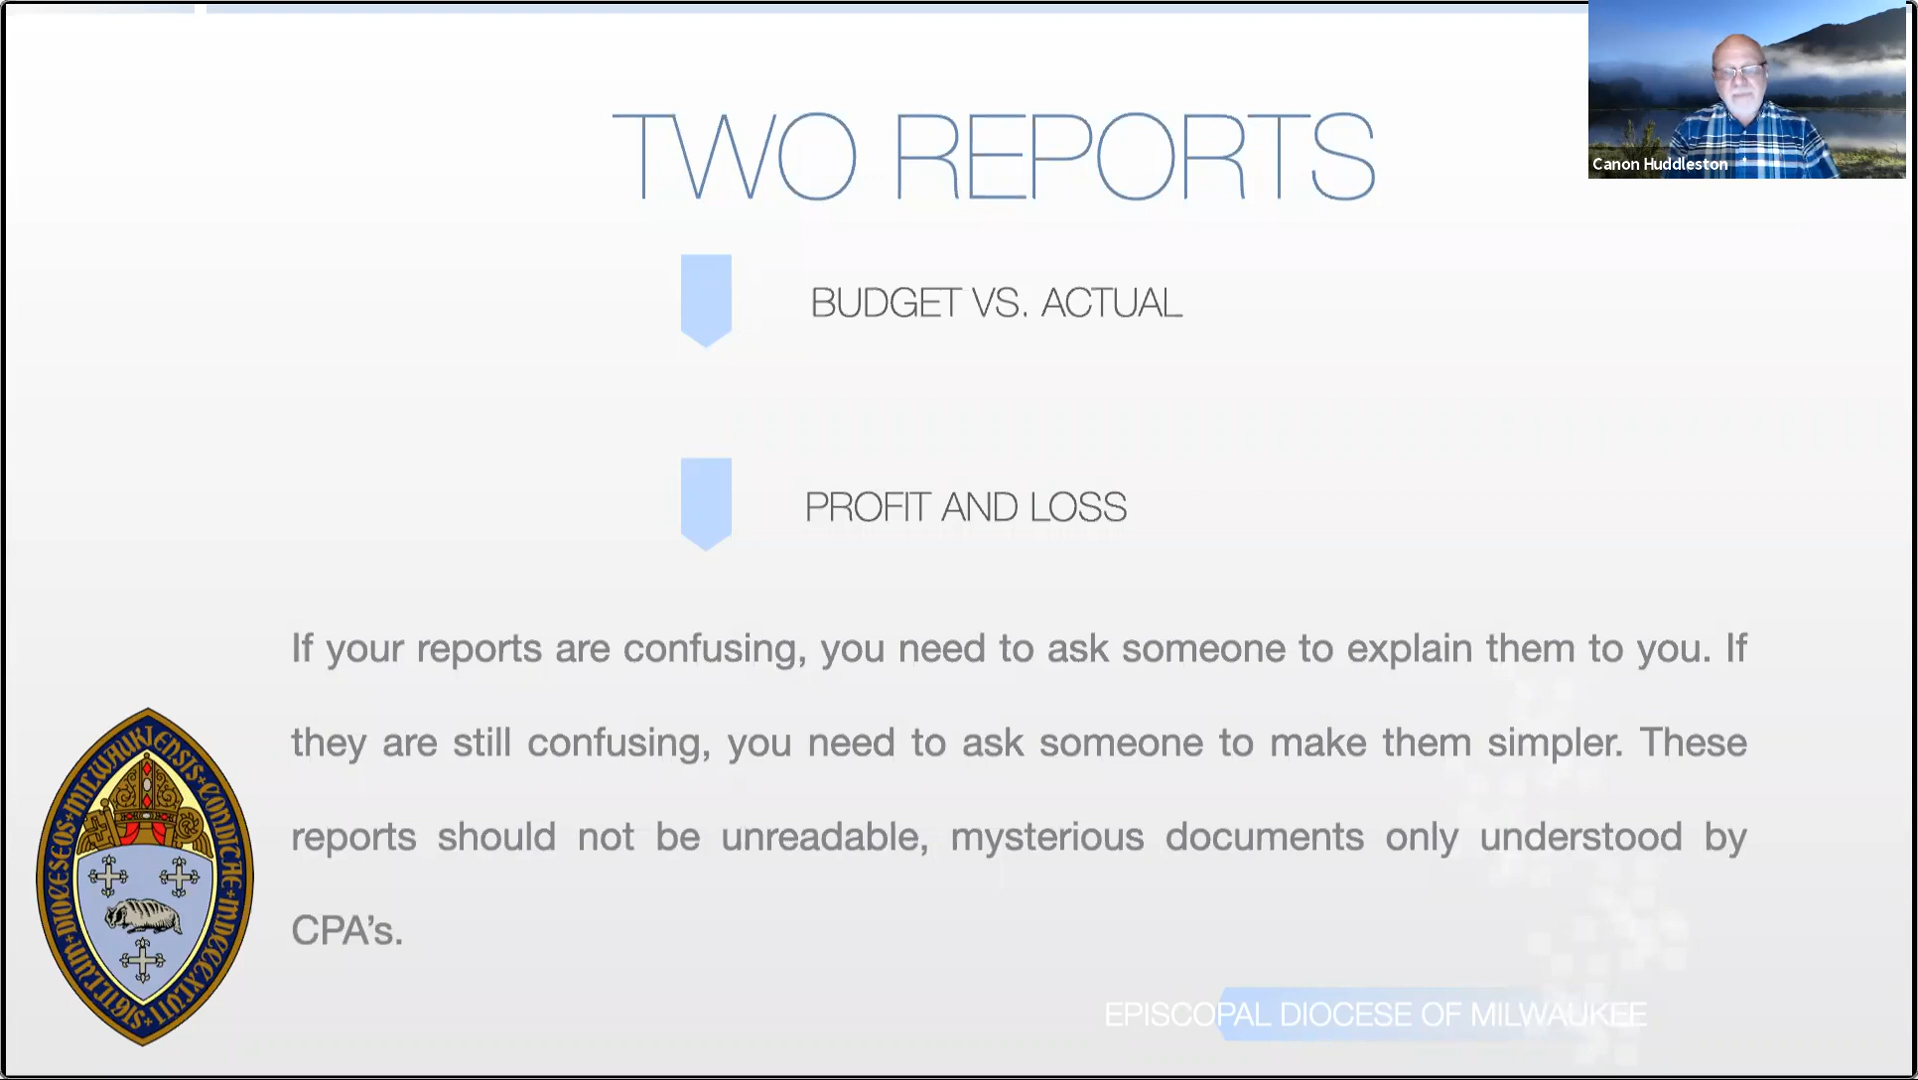 TWO REPORTS
Canon Huddleston
BUDGET VS. ACTUAL
PROFIT AND LOSS
If your reports are confusing, you need to ask someone to explain them to you. If
they are still confusing, you need to ask someone to make them simpler. These
reports should not be unreadable, mysterious documents only understood by
CPA’s.
EPISCOPAL DIOCESE OF MILWAUKEE